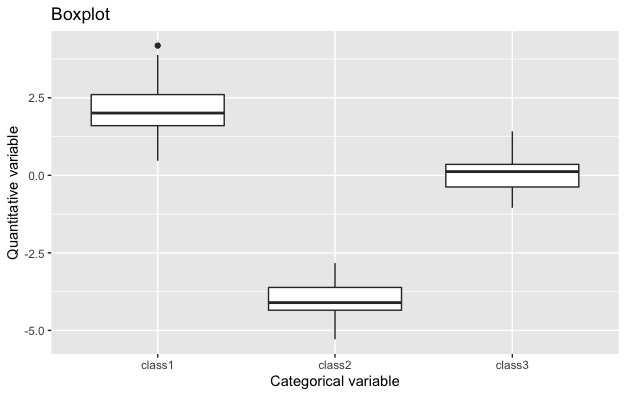 Boxplot
Quantitative variable
2.5
0.0
-2.5
-5.0
class1 class2 class3
Categorical variable